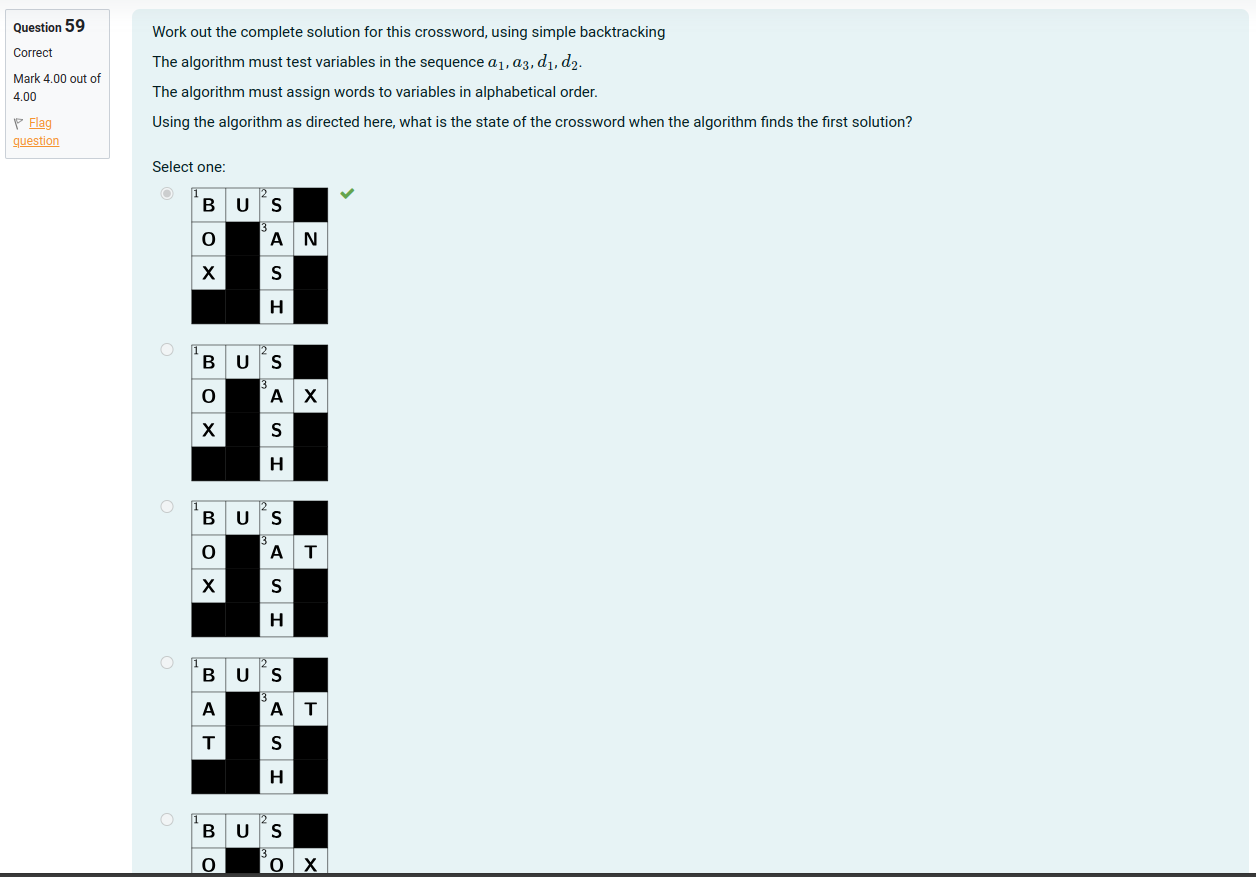 Question 59
Correct
Mark 4.00 out of
4.00
Flag
question
Work out the complete solution for this crossword, using simple backtracking
The algorithm must test variables in the sequence a₁, a₃, d₁, d₂.
The algorithm must assign words to variables in alphabetical order.
Using the algorithm as directed here, what is the state of the crossword when the algorithm finds the first solution?
Select one:
1 B U 2 S
O 3 A N
X S
H
1 B U 2 S
O 3 A X
X S
H
1 B U 2 S
O 3 A T
X S
H
1 B U 2 S
A 3 A T
T S
H
1 B U 2 S
O 3 O X